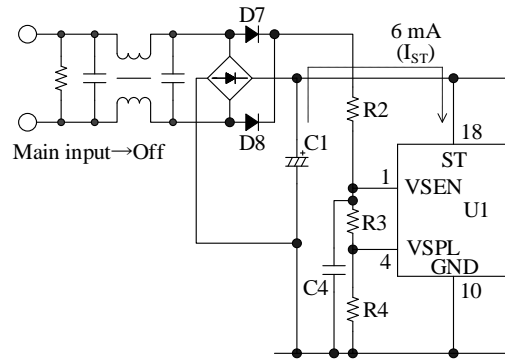 D7
6 mA
(I_ST)
R2
18
D8
C1
+
Main input→Off
ST
1
VSEN
U1
R3
VSPL
4
GND
C4
R4
10